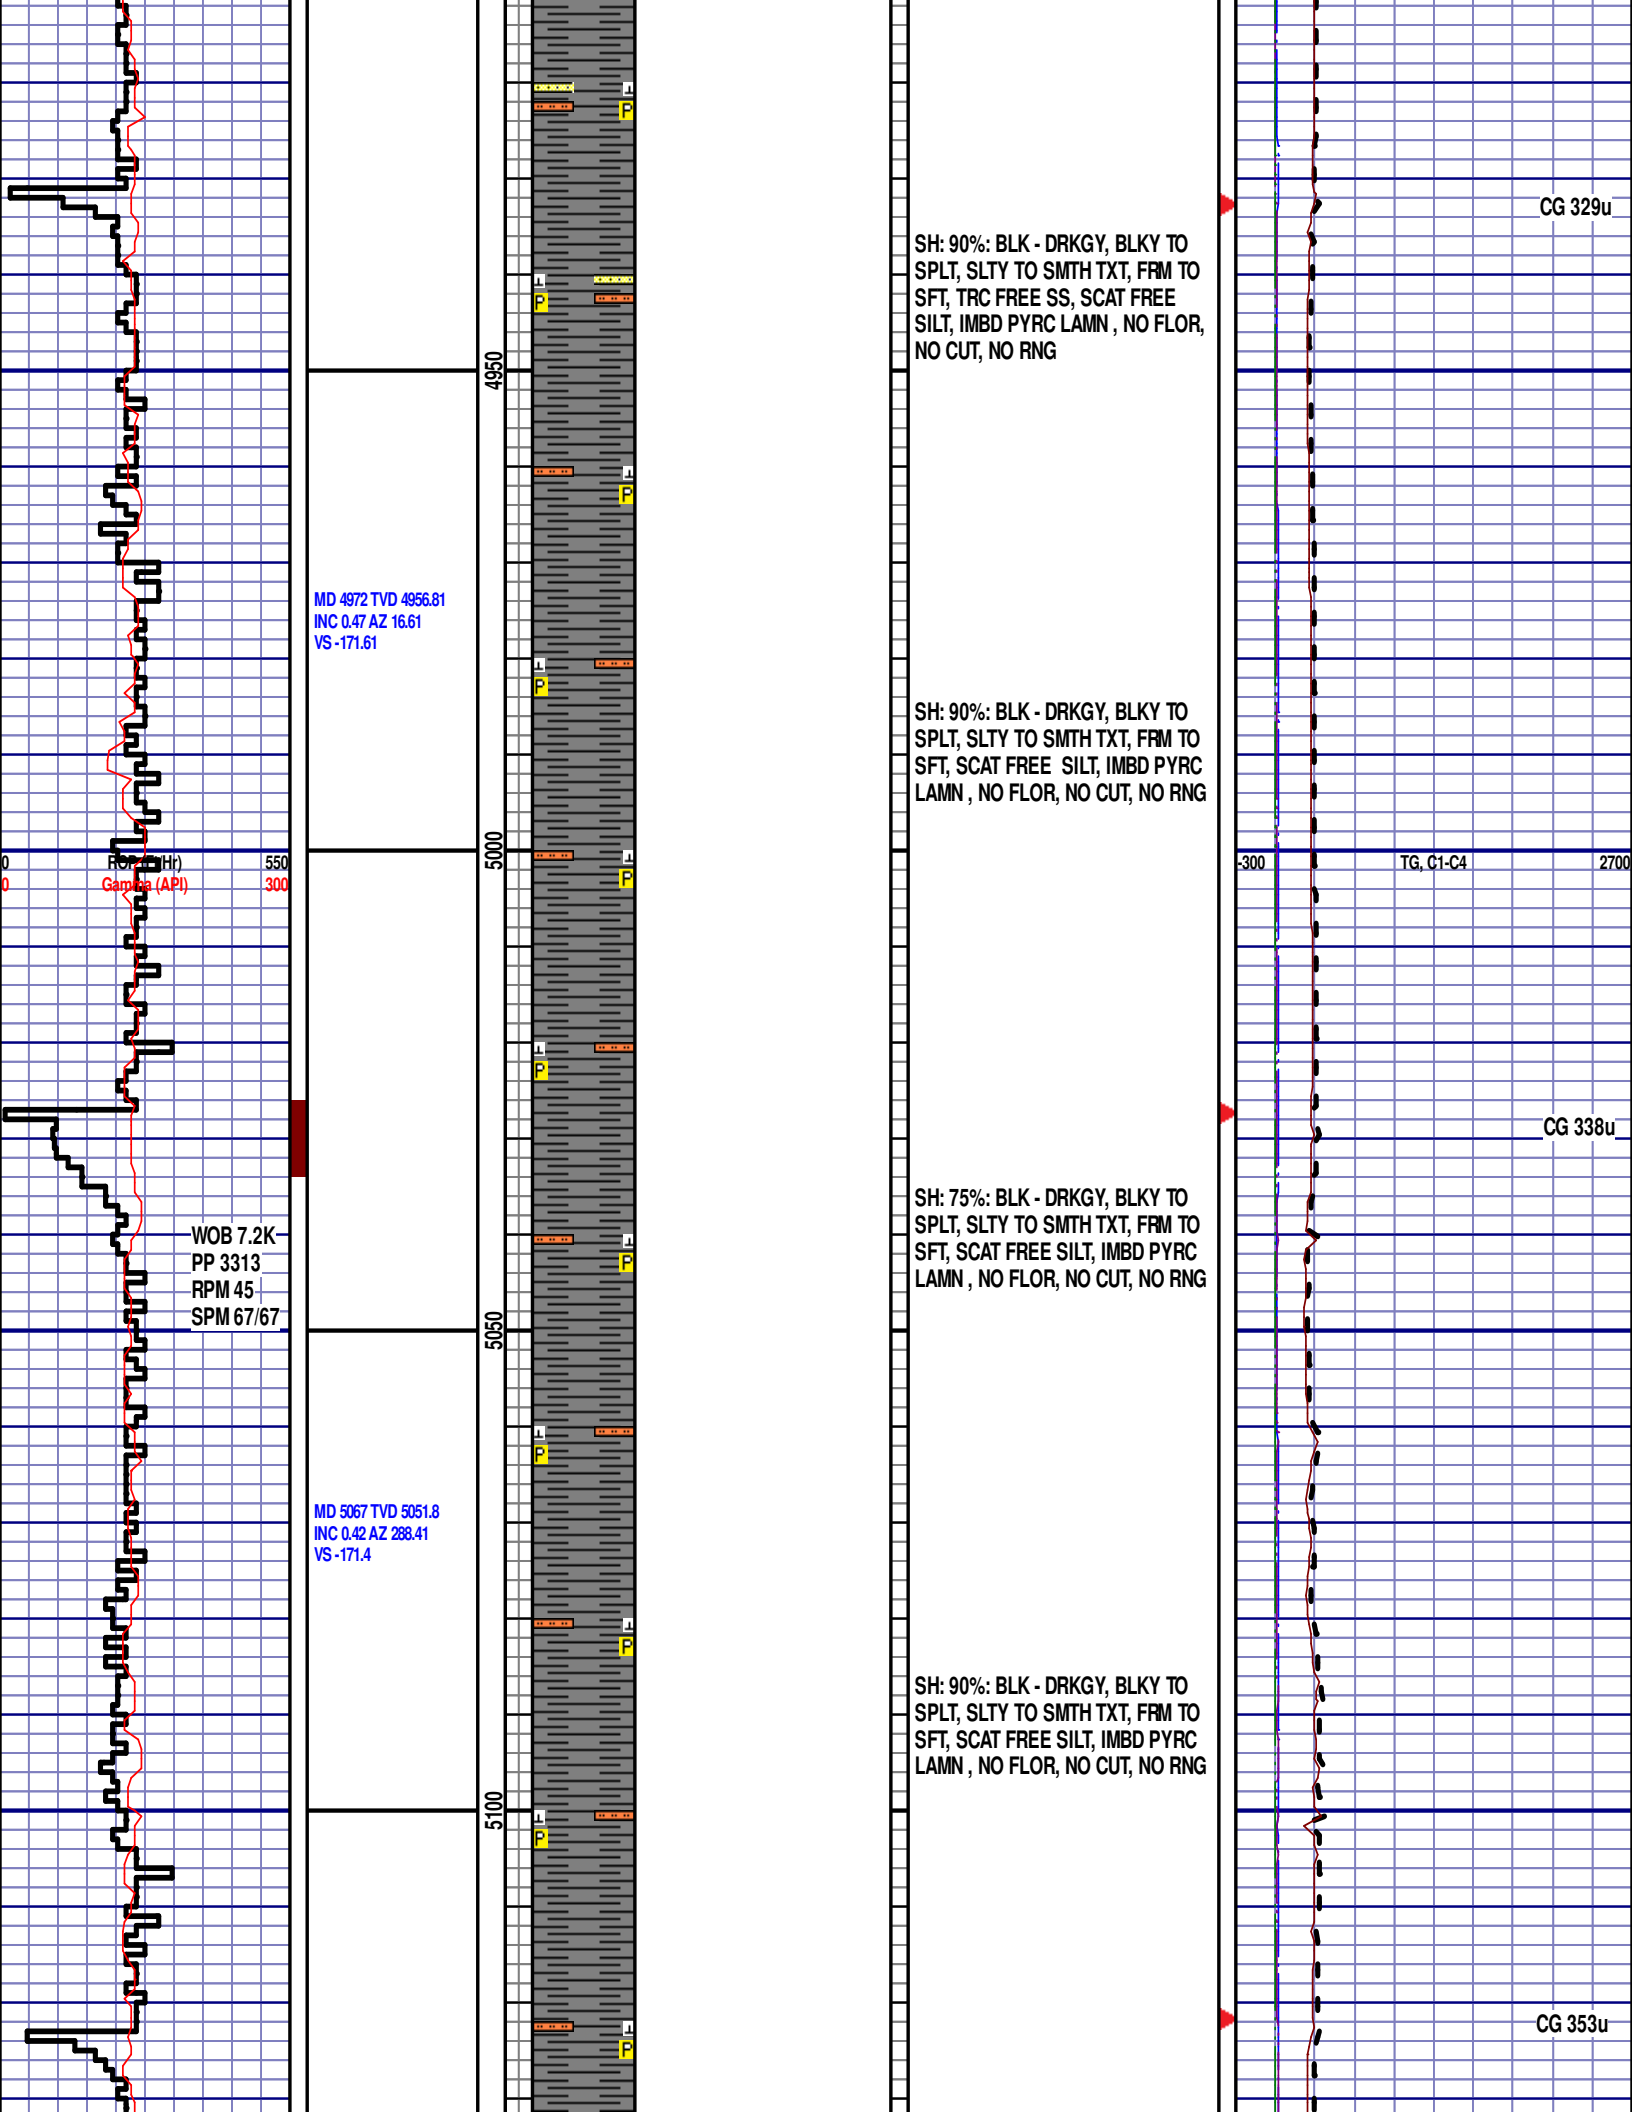 CG 329u
SH: 90%: BLK - DRKGY, BLKY TO
SPLT, SLTY TO SMTH TXT, FRM TO
SFT, TRC FREE SS, SCAT FREE
SILT, IMBD PYRC LAMN , NO FLOR,
NO CUT, NO RNG
4950
MD 4972 TVD 4956.81
INC 0.47 AZ 16.61
VS -171.61
SH: 90%: BLK - DRKGY, BLKY TO
SPLT, SLTY TO SMTH TXT, FRM TO
SFT, SCAT FREE  SILT, IMBD PYRC
LAMN , NO FLOR, NO CUT, NO RNG
5000
0 ROP (Ft/Hr) 550
0 Gamma (API) 300
-300 TG, C1-C4 2700
CG 338u
SH: 75%: BLK - DRKGY, BLKY TO
SPLT, SLTY TO SMTH TXT, FRM TO
SFT, SCAT FREE SILT, IMBD PYRC
LAMN , NO FLOR, NO CUT, NO RNG
WOB 7.2K
PP 3313
RPM 45
SPM 67/67
5050
MD 5067 TVD 5051.8
INC 0.42 AZ 288.41
VS -171.4
SH: 90%: BLK - DRKGY, BLKY TO
SPLT, SLTY TO SMTH TXT, FRM TO
SFT, SCAT FREE SILT, IMBD PYRC
LAMN , NO FLOR, NO CUT, NO RNG
5100
CG 353u
P
P
P
P
P
P
P
P
P
P
P